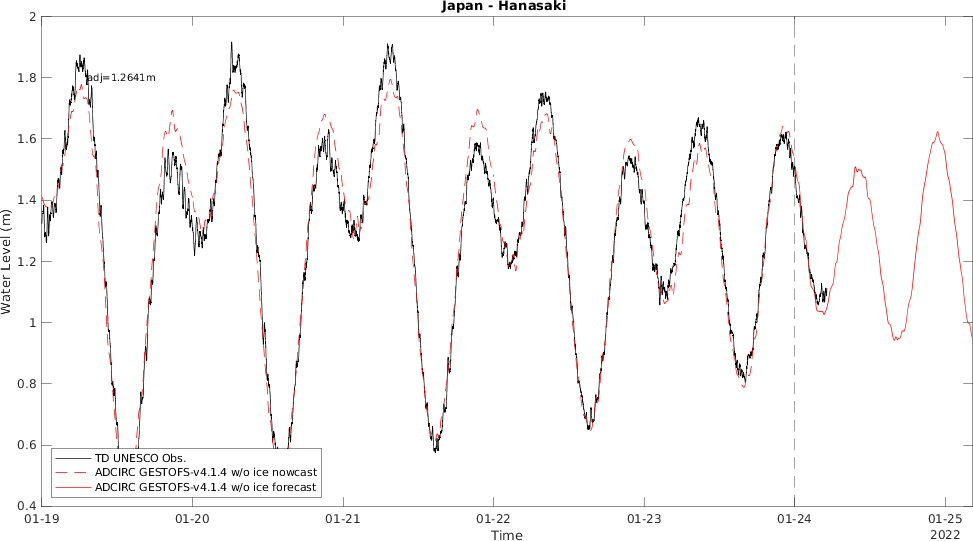 Japan - Hanasaki
2
1.8
1.6
1.4
1.2
1
0.8
0.6
0.4
Water Level (m)
adj=1.2641m
TD UNESCO Obs.
ADCIRC GESTOFS-v4.1.4 w/o ice nowcast
ADCIRC GESTOFS-v4.1.4 w/o ice forecast
01-19 01-20 01-21 01-22 01-23 01-24 01-25
Time
2022